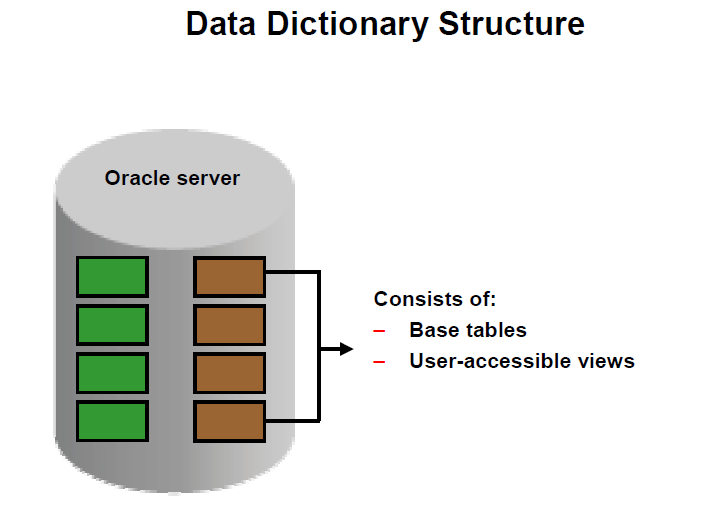 Data Dictionary Structure
Oracle server
Consists of:
– Base tables
– User-accessible views